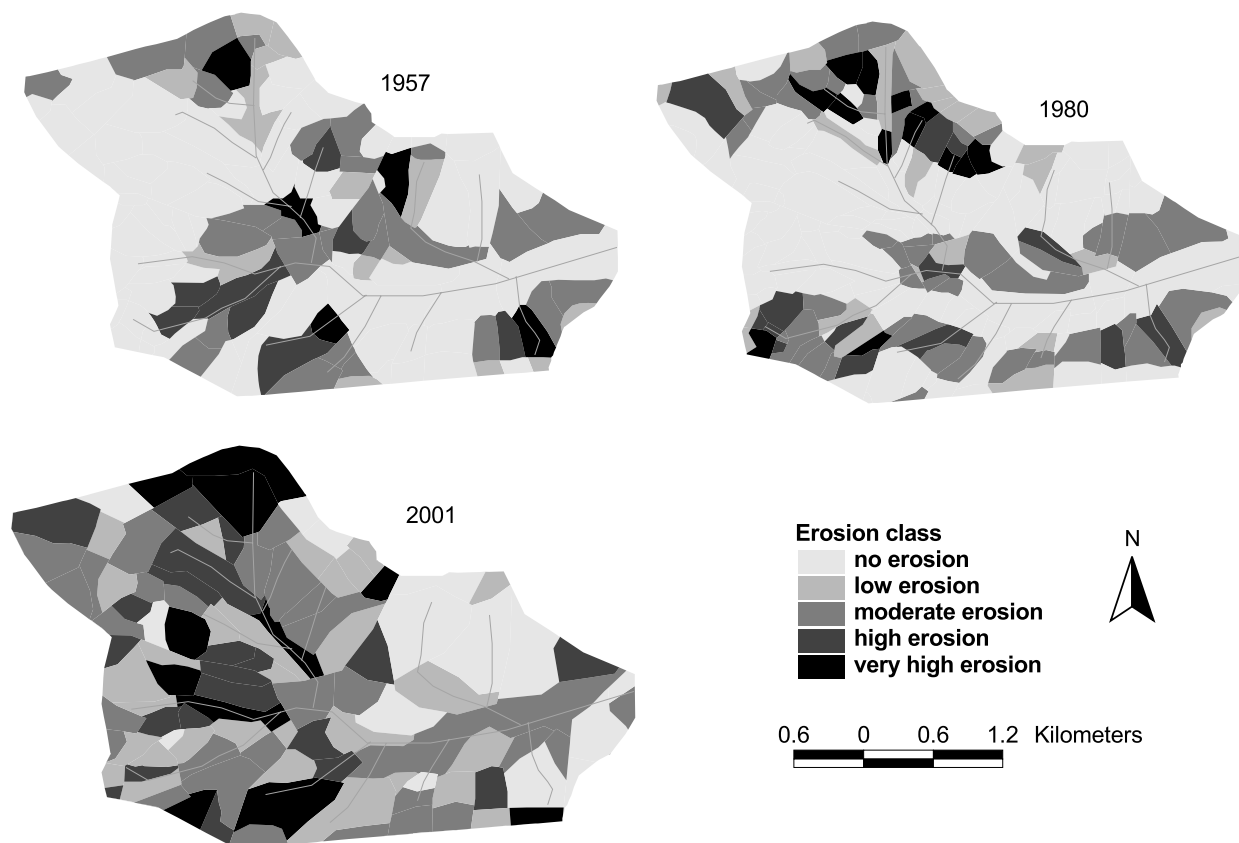 1957
1980
2001
Erosion class
no erosion
low erosion
moderate erosion
high erosion
very high erosion
N
0.6 0 0.6 1.2 Kilometers